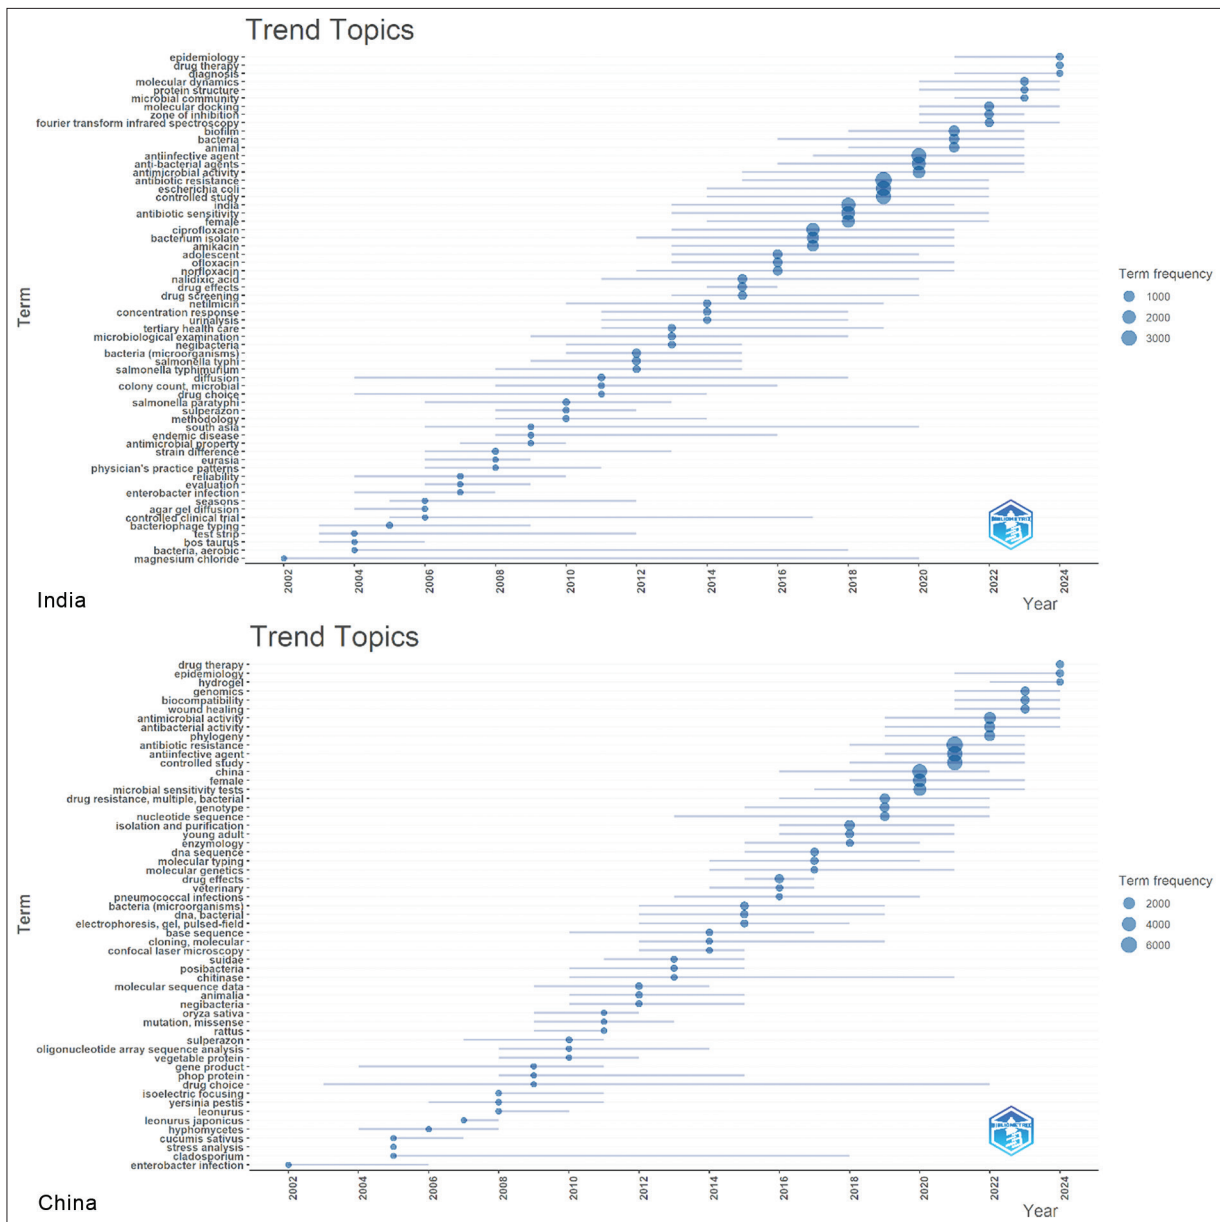 Trend Topics
epidemiology
drug therapy
diagnosis
molecular dynamics
protein structure
microbial community
molecular docking
zone of inhibition
fourier transform infrared spectroscopy
biofilm
bacteria
animal
antiinfective agent
anti-bacterial agents
antimicrobial activity
antibiotic resistance
escherichia coli
controlled study
india
antibiotic sensitivity
female
ciprofloxacin
bacterium isolate
amikacin
adolescent
ofloxacin
norfloxacin
nalidixic acid
drug effects
drug screening
netilmicin
concentration response
urinalysis
tertiary health care
microbiological examination
negibacteria
bacteria (microorganisms)
salmonella typhi
salmonella typhimurium
diffusion
colony count, microbial
drug choice
salmonella paratyphi
sulperazon
methodology
south asia
endemic disease
antimicrobial property
strain difference
eurasia
physician's practice patterns
reliability
evaluation
enterobacter infection
seasons
agar gel diffusion
controlled clinical trial
bacteriophage typing
test strip
bos taurus
bacteria, aerobic
magnesium chloride
Term
Term frequency
1000
2000
3000
BIBLIOMETRIX
2002 2004 2006 2008 2010 2012 2014 2016 2018 2020 2022 2024
Year
India
Trend Topics
drug therapy
epidemiology
hydrogel
genomics
biocompatibility
wound healing
antimicrobial activity
antibacterial activity
phylogeny
antibiotic resistance
antiinfective agent
controlled study
china
female
microbial sensitivity tests
drug resistance, multiple, bacterial
genotype
nucleotide sequence
isolation and purification
young adult
enzymology
dna sequence
molecular typing
molecular genetics
drug effects
veterinary
pneumococcal infections
bacteria (microorganisms)
dna, bacterial
electrophoresis, gel, pulsed-field
base sequence
cloning, molecular
confocal laser microscopy
suidae
posibacteria
chitinase
molecular sequence data
animalia
negibacteria
oryza sativa
mutation, missense
rattus
sulperazon
oligonucleotide array sequence analysis
vegetable protein
gene product
phop protein
drug choice
isoelectric focusing
yersinia pestis
leonurus
leonurus japonicus
hyphomycetes
cucumis sativus
stress analysis
cladosporium
enterobacter infection
Term
Term frequency
2000
4000
6000
BIBLIOMETRIX
2002 2004 2006 2008 2010 2012 2014 2016 2018 2020 2022 2024
Year
China